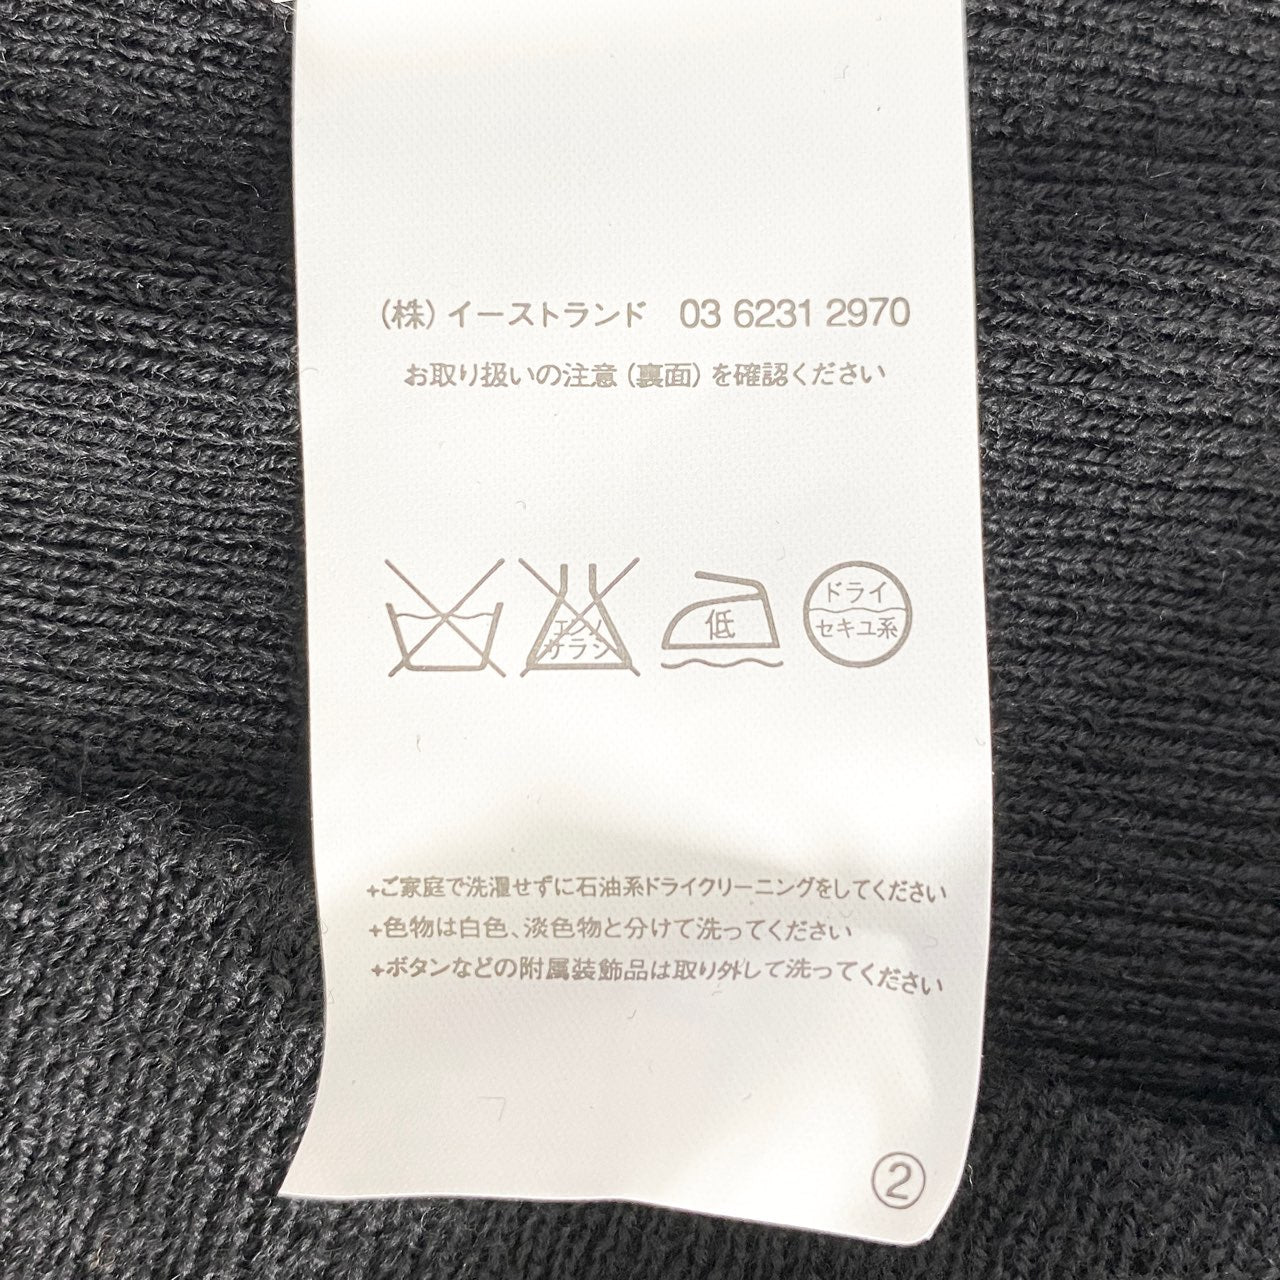 (株)イーストランド 03 6231 2970
お取り扱いの注意(裏面)を確認ください
エンソ
サラシ
低
ドライ
セキユ系
+ご家庭で洗濯せずに石油系ドライクリーニングをしてください
+色物は白色、淡色物と分けて洗ってください
+ボタンなどの附属装飾品は取り外して洗ってください
②